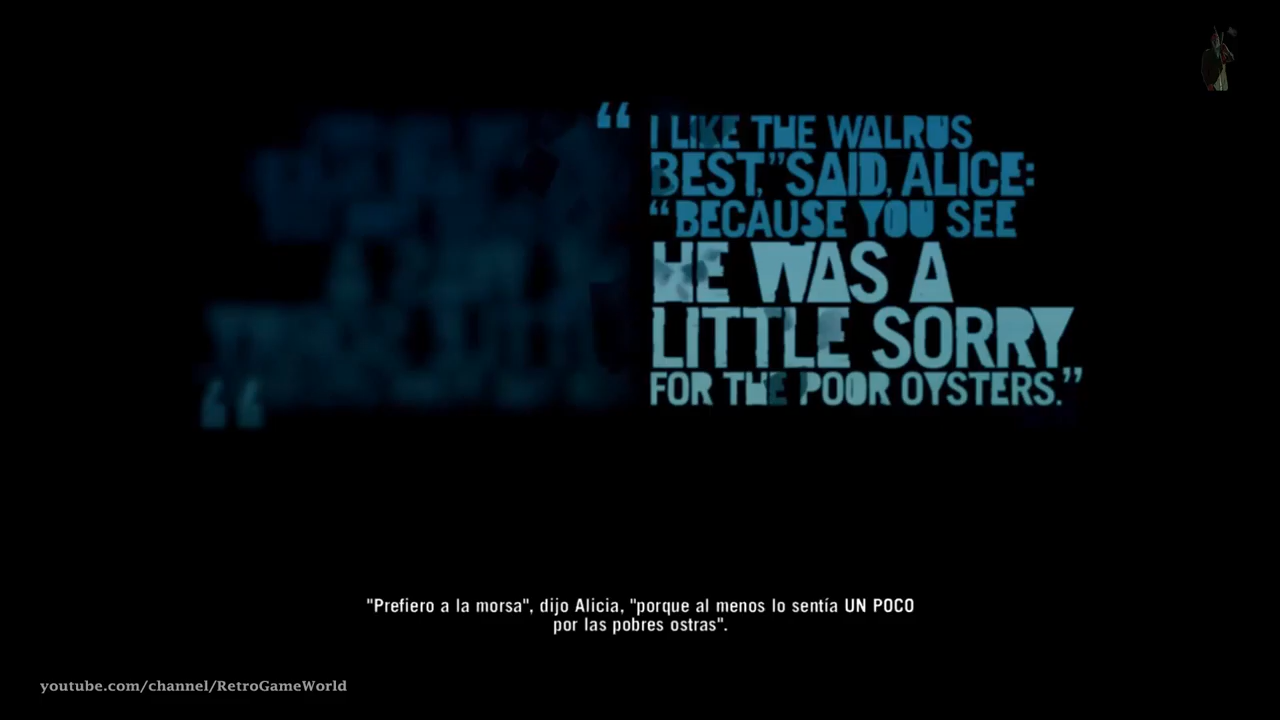 “ I LIKE THE WALRUS
BEST,” SAID, ALICE:
“ BECAUSE YOU SEE
HE WAS A
LITTLE SORRY
FOR THE POOR OYSTERS.”
"Prefiero a la morsa", dijo Alicia, "porque al menos lo sentía UN POCO
por las pobres ostras".
youtube.com/channel/RetroGameWorld